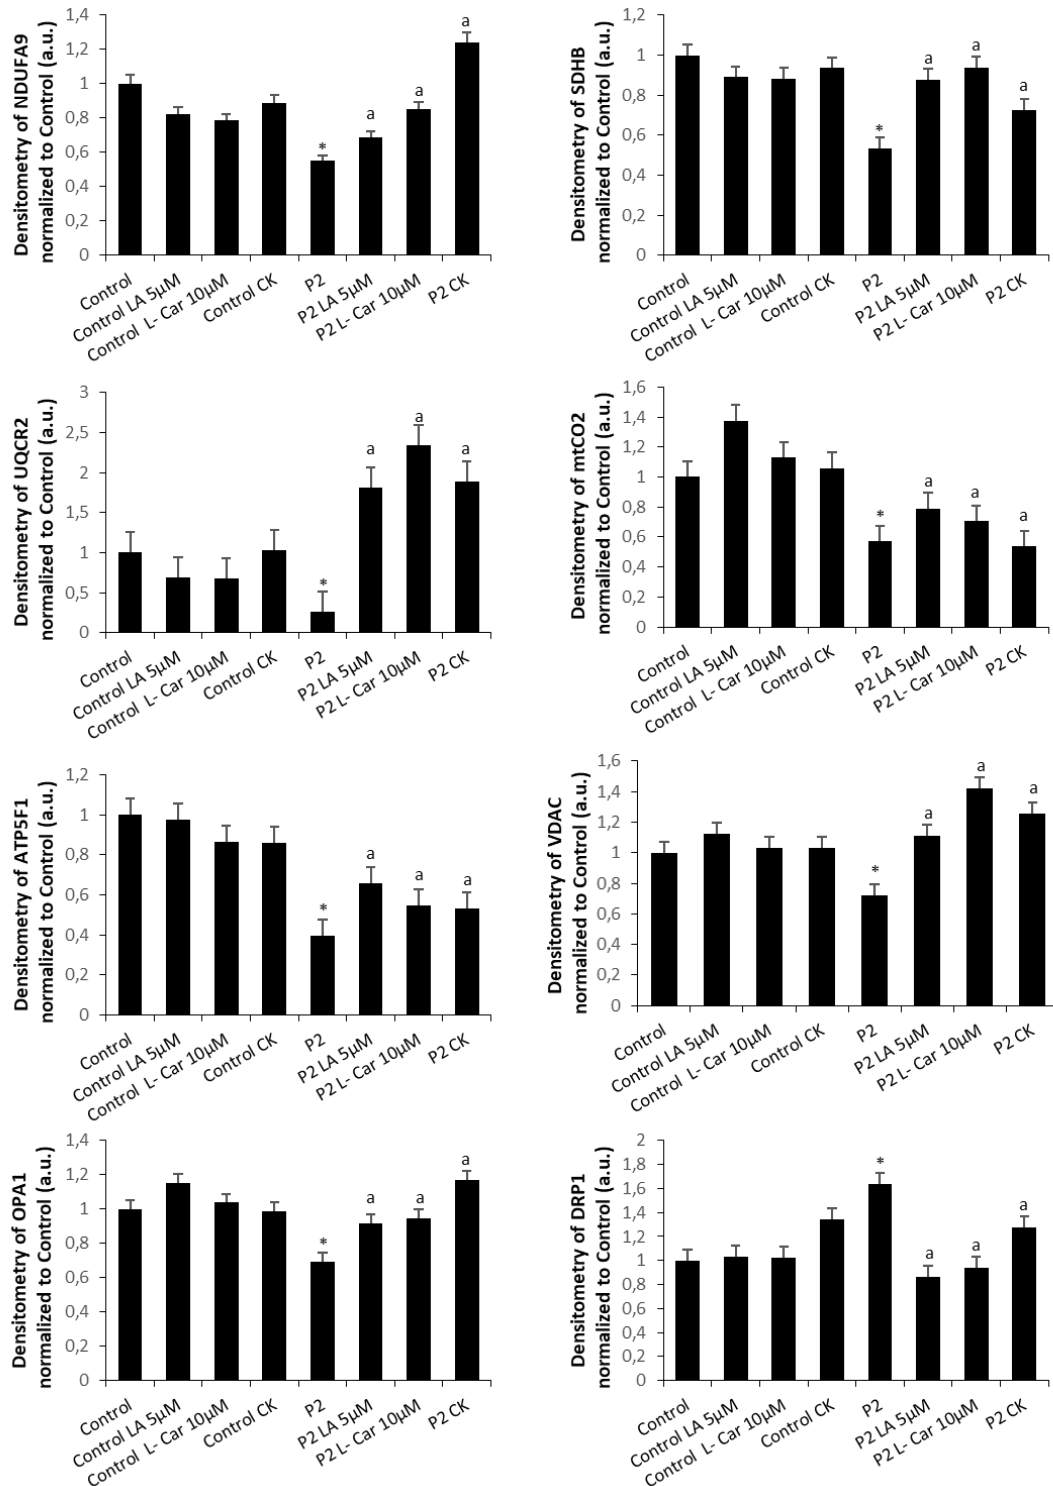 Densitometry of NDUFA9
normalized to Control (a.u.)
1,4
1,2
1
0,8
0,6
0,4
0,2
0
*
a
a
a
Control
Control LA 5µM
Control L- Car 10µM
Control CK
P2
P2 LA 5µM
P2 L- Car 10µM
P2 CK
Densitometry of SDHB
normalized to Control (a.u.)
1,2
1
0,8
0,6
0,4
0,2
0
*
a
a
a
Control
Control LA 5µM
Control L- Car 10µM
Control CK
P2
P2 LA 5µM
P2 L- Car 10µM
P2 CK
Densitometry of UQCR2
normalized to Control (a.u.)
3
2,5
2
1,5
1
0,5
0
*
a
a
a
Control
Control LA 5µM
Control L- Car 10µM
Control CK
P2
P2 LA 5µM
P2 L- Car 10µM
P2 CK
Densitometry of mtCO2
normalized to Control (a.u.)
1,6
1,4
1,2
1
0,8
0,6
0,4
0,2
0
*
a
a
a
Control
Control LA 5µM
Control L- Car 10µM
Control CK
P2
P2 LA 5µM
P2 L- Car 10µM
P2 CK
Densitometry of ATP5F1
normalized to Control (a.u.)
1,2
1
0,8
0,6
0,4
0,2
0
*
a
a
a
Control
Control LA 5µM
Control L- Car 10µM
Control CK
P2
P2 LA 5µM
P2 L- Car 10µM
P2 CK
Densitometry of VDAC
normalized to Control (a.u.)
1,6
1,4
1,2
1
0,8
0,6
0,4
0,2
0
*
a
a
a
Control
Control LA 5µM
Control L- Car 10µM
Control CK
P2
P2 LA 5µM
P2 L- Car 10µM
P2 CK
Densitometry of OPA1
normalized to Control (a.u.)
1,4
1,2
1
0,8
0,6
0,4
0,2
0
*
a
a
a
Control
Control LA 5µM
Control L- Car 10µM
Control CK
P2
P2 LA 5µM
P2 L- Car 10µM
P2 CK
Densitometry of DRP1
normalized to Control (a.u.)
2
1,8
1,6
1,4
1,2
1
0,8
0,6
0,4
0,2
0
*
a
a
a
Control
Control LA 5µM
Control L- Car 10µM
Control CK
P2
P2 LA 5µM
P2 L- Car 10µM
P2 CK